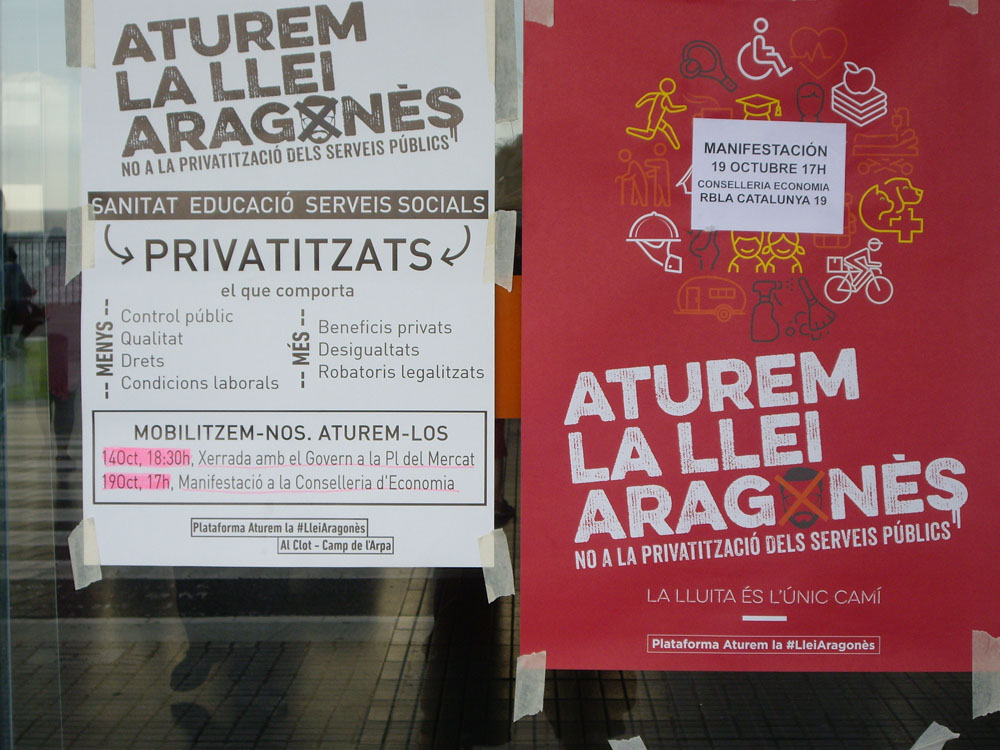 ATUREM
LA LLEI
ARAGONÈS
NO A LA PRIVATITZACIÓ DELS SERVEIS PÚBLICS
SANITAT EDUCACIÓ SERVEIS SOCIALS
PRIVATITZATS
el que comporta
MENYS
Control públic
Qualitat
Drets
Condicions laborals
MÉS
Beneficis privats
Desigualtats
Robatoris legalitzats
MOBILITZEM-NOS. ATUREM-LOS
14Oct, 18:30h, Xerrada amb el Govern a la Pl del Mercat
19Oct, 17h, Manifestació a la Conselleria d'Economia
Plataforma Aturem la #LleiAragonès
Al Clot - Camp de l'Arpa
MANIFESTACIÓN
19 OCTUBRE 17H
CONSELLERIA ECONOMIA
RBLA CATALUNYA 19
ATUREM
LA LLEI
ARAGONÈS
NO A LA PRIVATITZACIÓ DELS SERVEIS PÚBLICS
LA LLUITA ÉS L'ÚNIC CAMÍ
Plataforma Aturem la #LleiAragonès